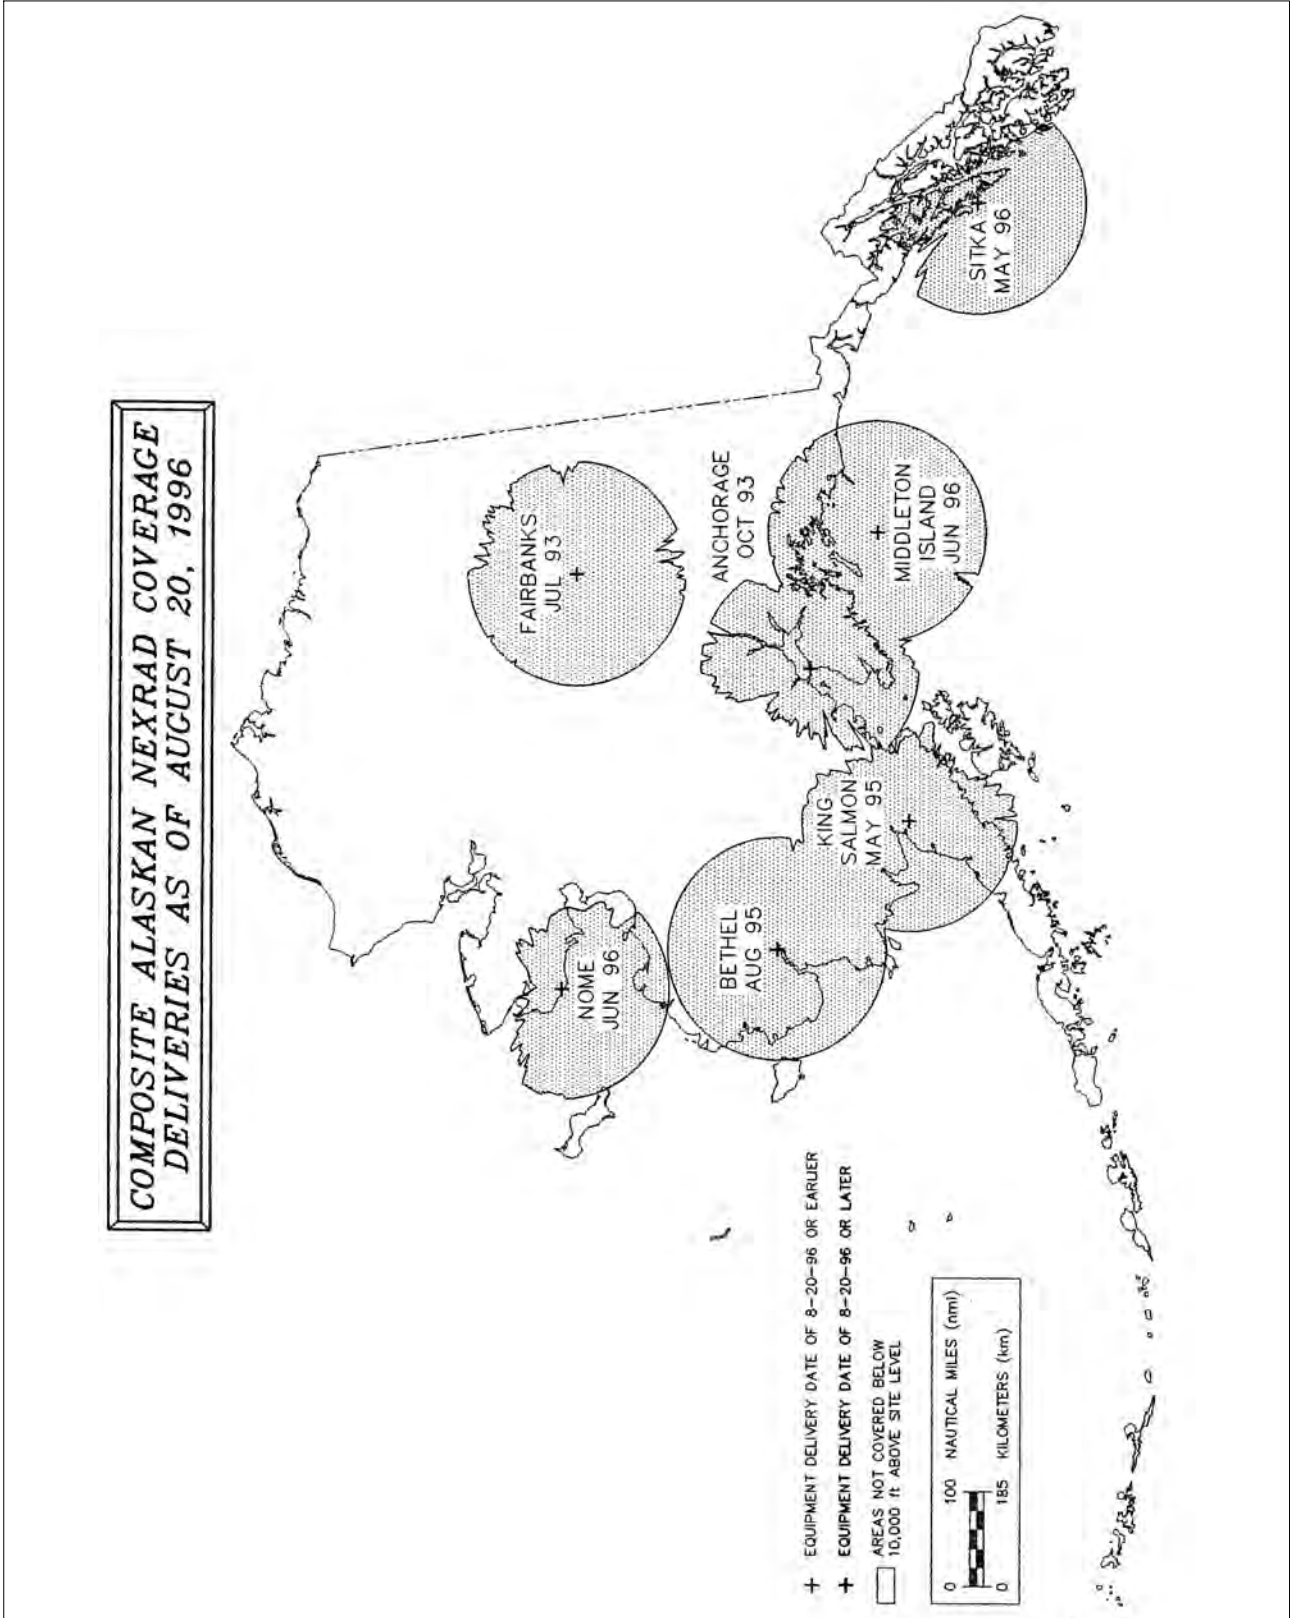 COMPOSITE ALASKAN NEXRAD COVERAGE
DELIVERIES AS OF AUGUST 20, 1996
FAIRBANKS
JUL 93
ANCHORAGE
OCT 93
NOME
JUN 96
BETHEL
AUG 95
KING
SALMON
MAY 95
MIDDLETON
ISLAND
JUN 96
SITKA
MAY 96
+ EQUIPMENT DELIVERY DATE OF 8-20-96 OR EARLIER
+ EQUIPMENT DELIVERY DATE OF 8-20-96 OR LATER
AREAS NOT COVERED BELOW
10,000 ft ABOVE SITE LEVEL
0 100 NAUTICAL MILES (nmi)
0 185 KILOMETERS (km)